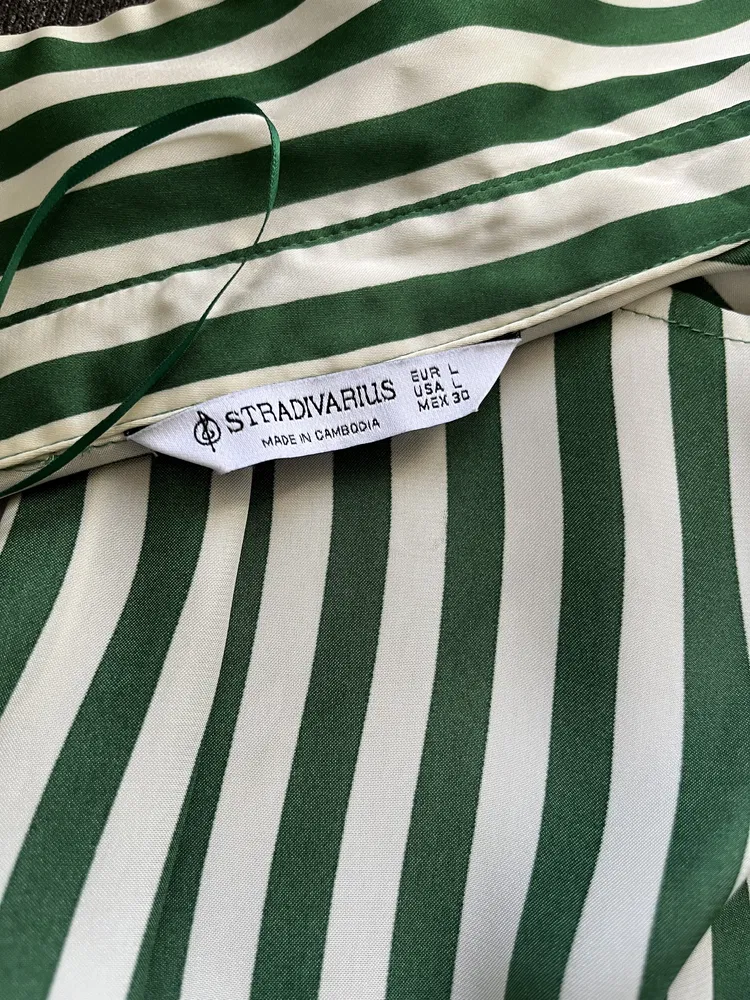 STRADIVARIUS
MADE IN CAMBODIA
EUR L
USA L
MEX 30